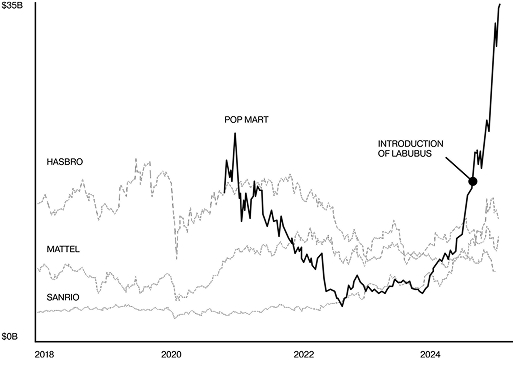 $35B
POP MART
INTRODUCTION
OF LABUBUS
HASBRO
MATTEL
SANRIO
$0B
2018
2020
2022
2024